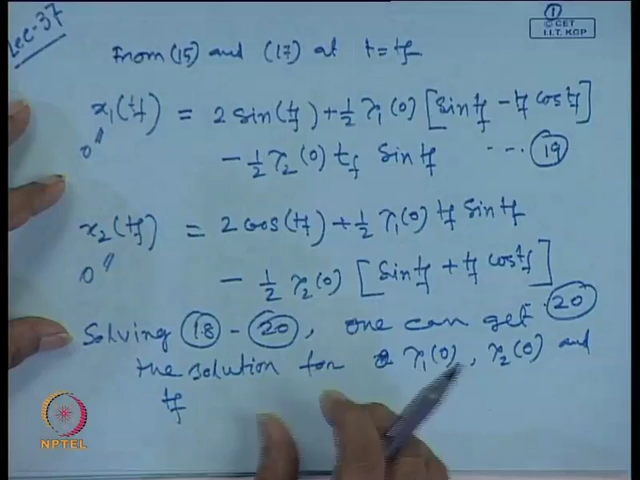 Lec-37
①
© CET
I.I.T. KGP
From (15) and (17) at t = tf
x₁(tf) = 2 sin(tf) + ½ λ₁(0) [sin tf - tf cos tf]
0"
- ½ λ₂(0) tf sin tf --- (19)
x₂(tf) = 2 cos(tf) + ½ λ₁(0) tf sin tf
0"
- ½ λ₂(0) [sin tf + tf cos tf]
(20)
Solving (18) - (20), one can get
the solution for λ₁(0), λ₂(0) and
tf
NPTEL